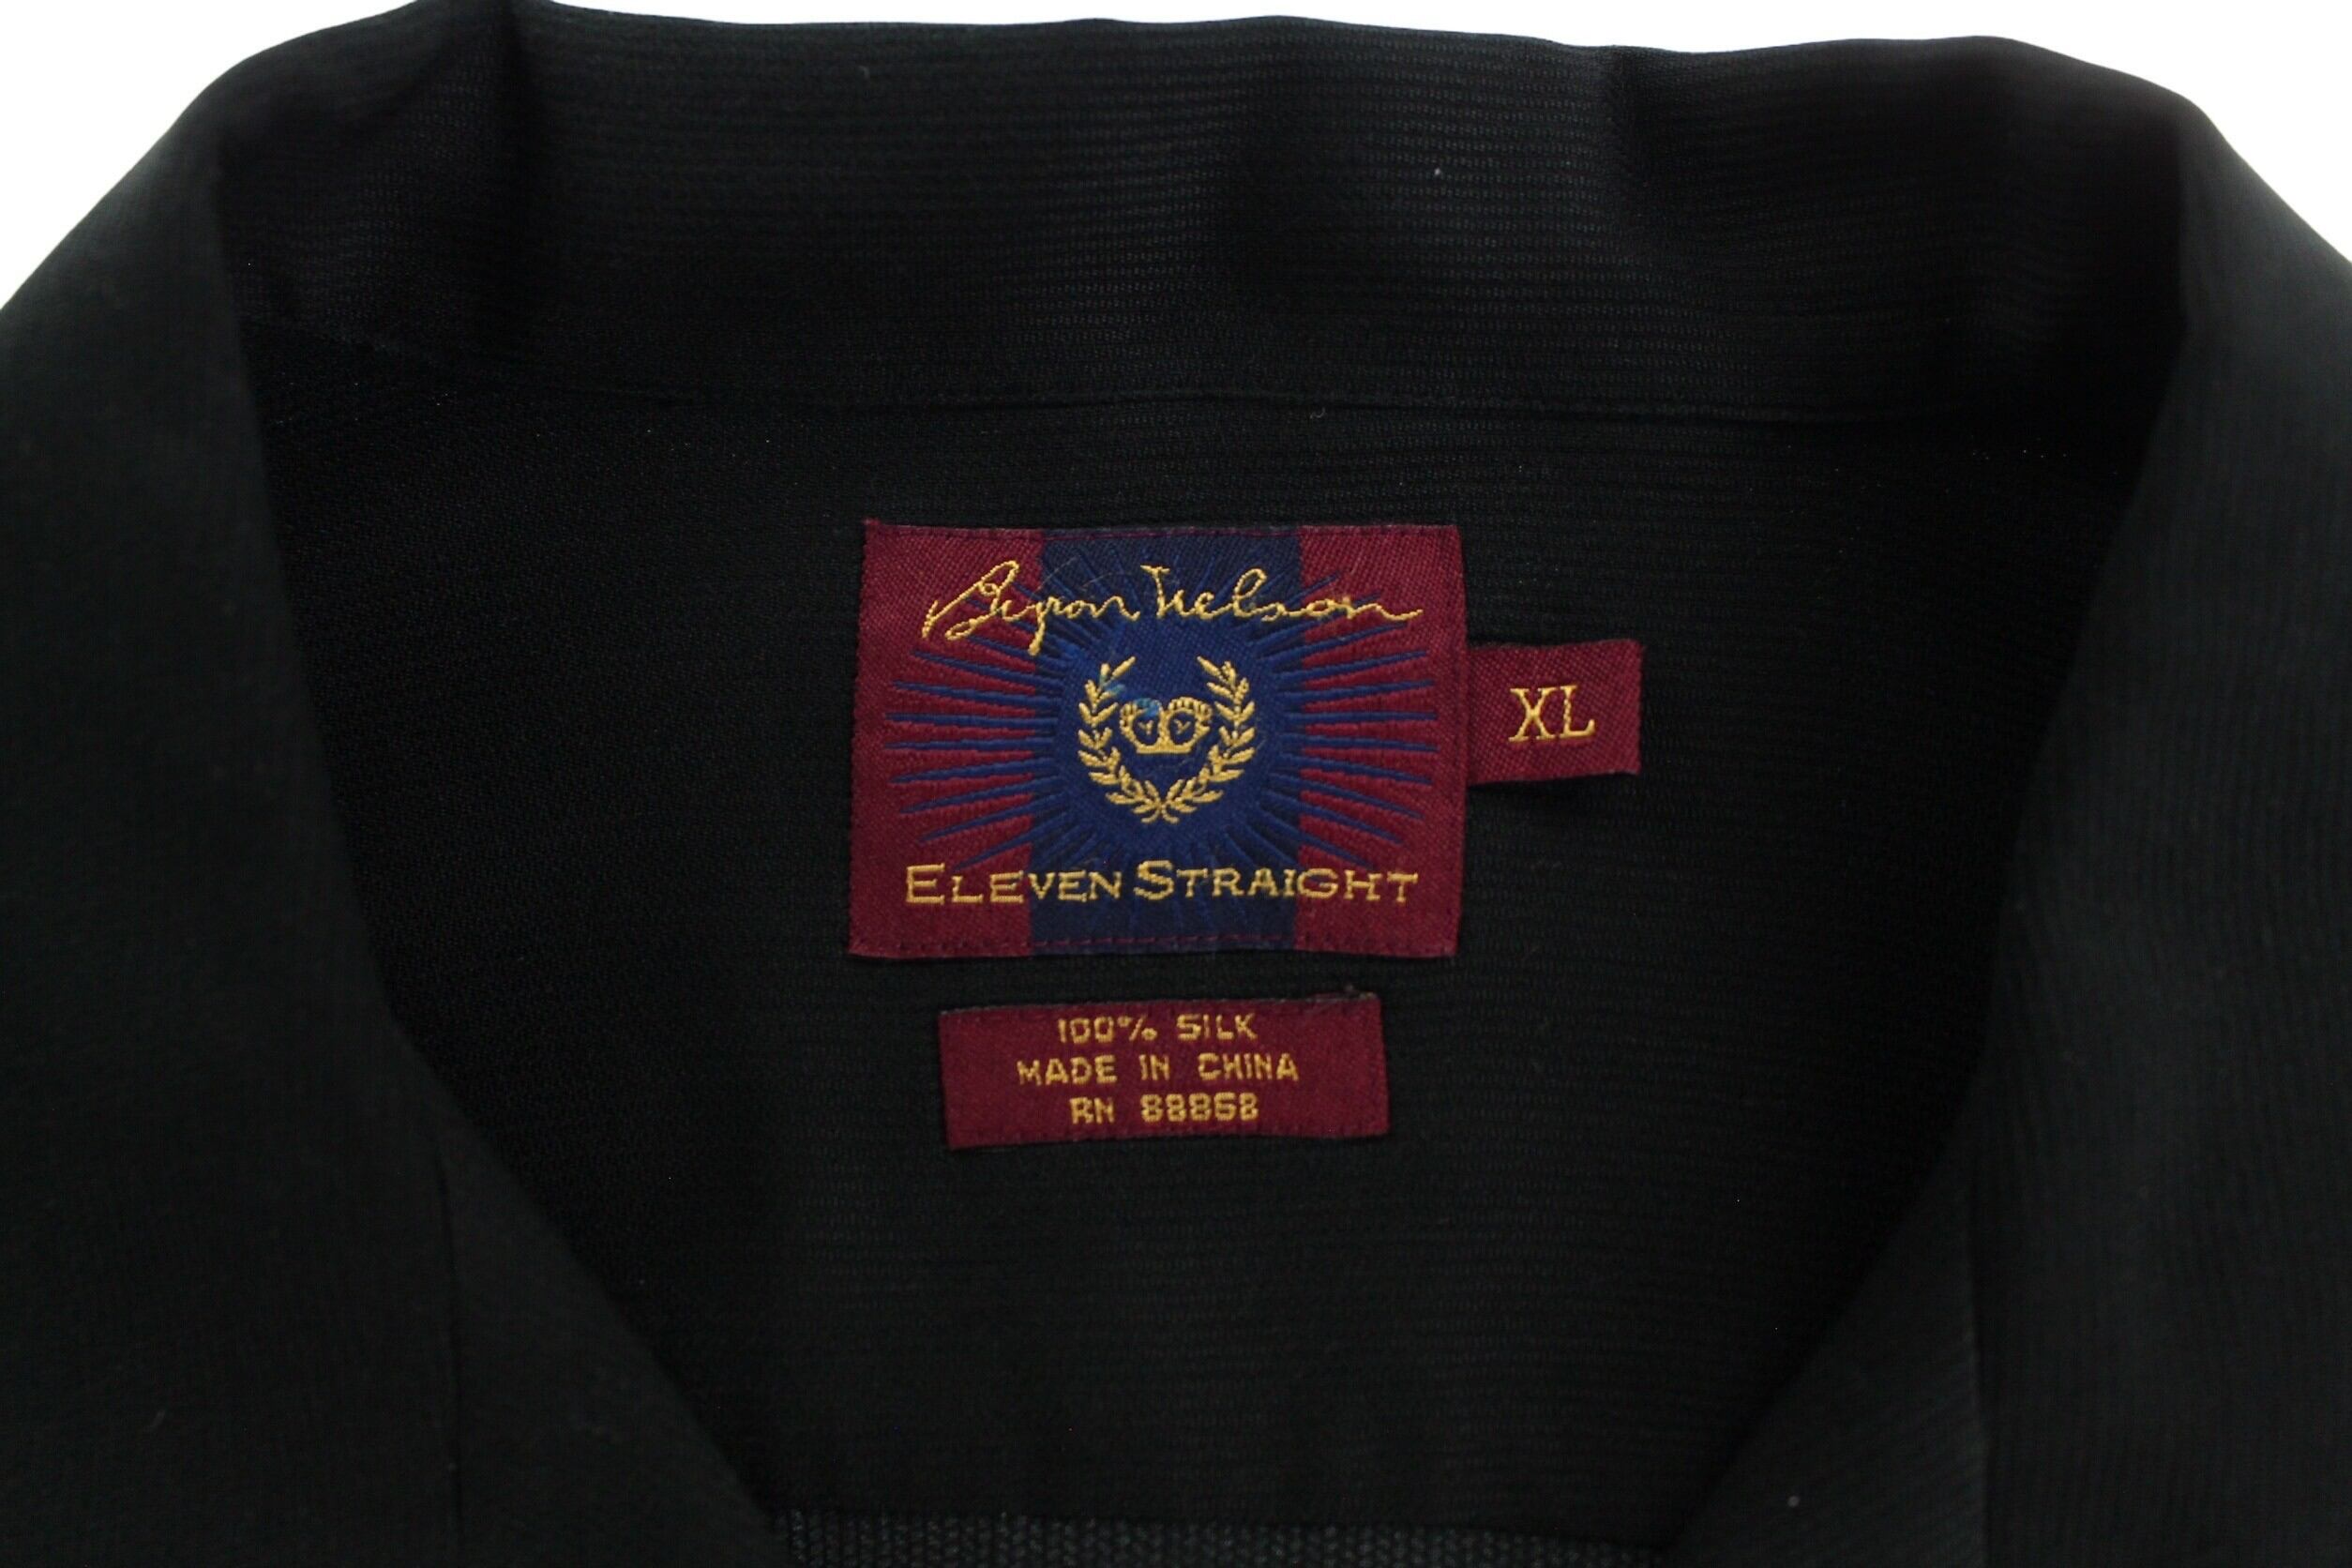 Byron Nelson
ELEVEN STRAIGHT
XL
100% SILK
MADE IN CHINA
RN 88868